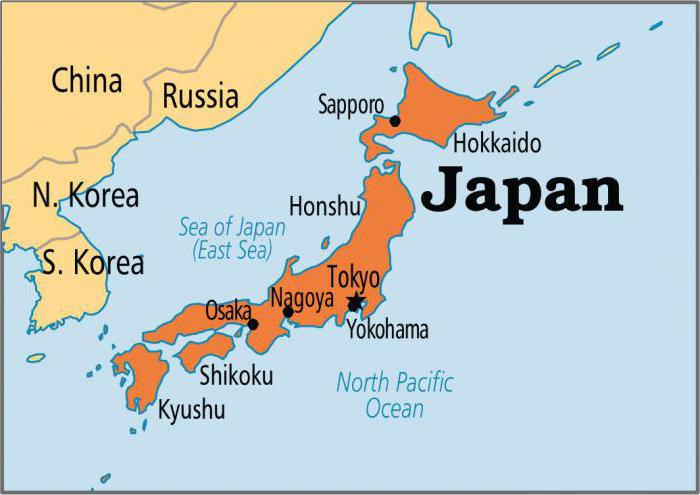 China
Russia
Sapporo
Hokkaido
Japan
N. Korea
Honshu
Sea of Japan
(East Sea)
S. Korea
Tokyo
Nagoya
Osaka
Yokohama
Shikoku
North Pacific
Ocean
Kyushu